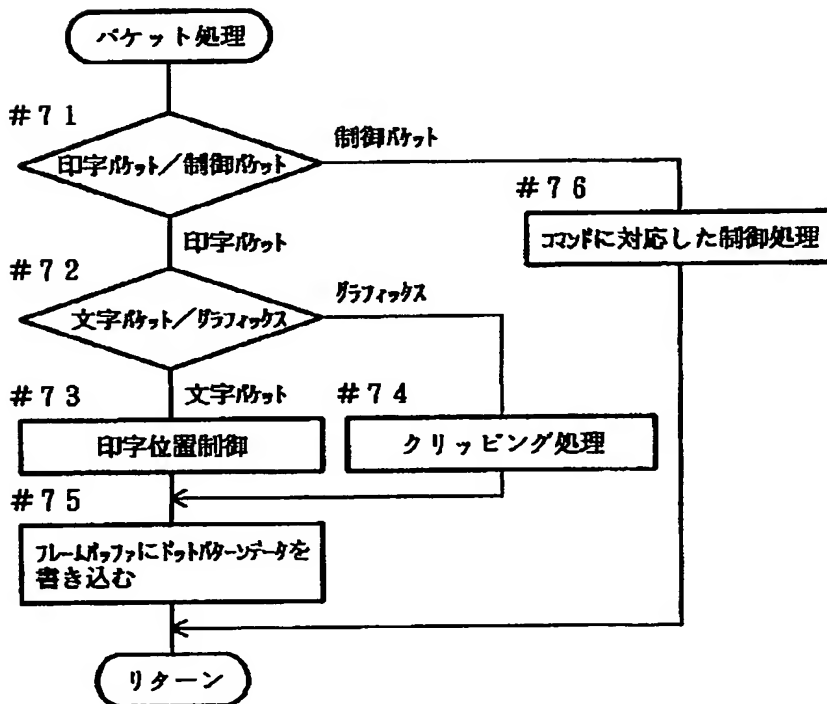 パケット処理
#71
印字パケット／制御パケット
制御パケット
#76
コマンドに対応した制御処理
印字パケット
#72
文字パケット／グラフィックス
グラフィックス
#73
文字パケット
#74
印字位置制御
クリッピング処理
#75
フレームバッファにドットパターンデータを
書き込む
リターン